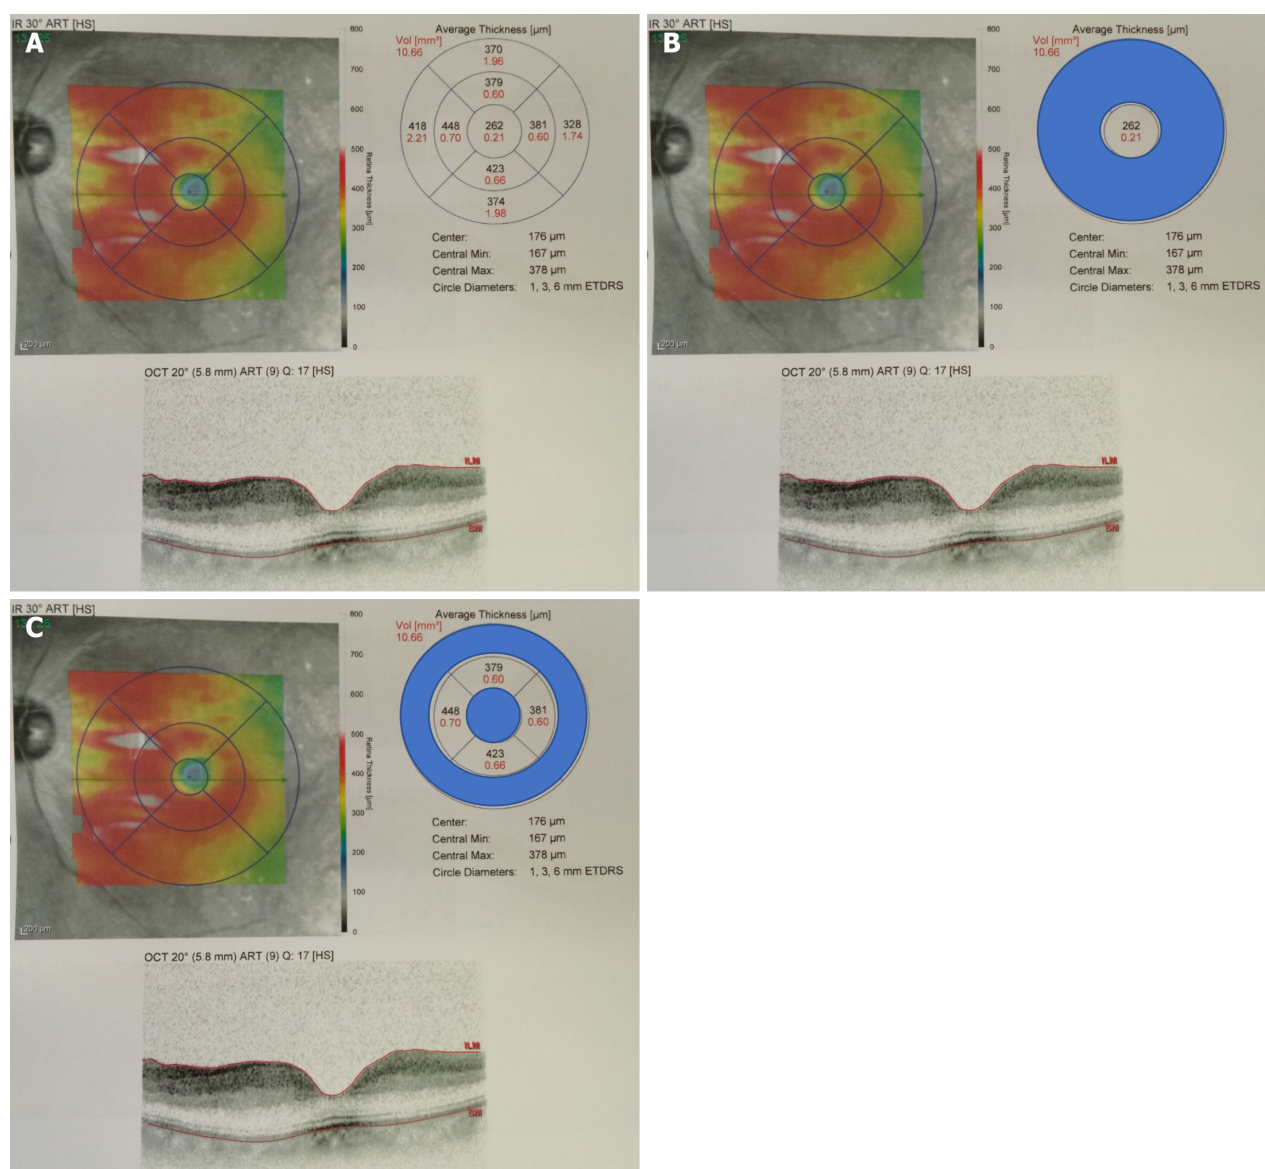 IR 30° ART [HS]
A
800
700
600
500
400
300
200
100
0
Retina Thickness [µm]
200 µm
Average Thickness [µm]
Vol [mm³]
10.66
370
1.96
379
0.60
418 448 262 381 328
2.21 0.70 0.21 0.60 1.74
423
0.66
374
1.98
Center: 176 µm
Central Min: 167 µm
Central Max: 378 µm
Circle Diameters: 1, 3, 6 mm ETDRS
OCT 20° (5.8 mm) ART (9) Q: 17 [HS]
ILM
BM
IR 30° ART [HS]
B
800
700
600
500
400
300
200
100
0
Retina Thickness [µm]
200 µm
Average Thickness [µm]
Vol [mm³]
10.66
262
0.21
Center: 176 µm
Central Min: 167 µm
Central Max: 378 µm
Circle Diameters: 1, 3, 6 mm ETDRS
OCT 20° (5.8 mm) ART (9) Q: 17 [HS]
ILM
BM
IR 30° ART [HS]
C
800
700
600
500
400
300
200
100
0
Retina Thickness [µm]
200 µm
Average Thickness [µm]
Vol [mm³]
10.66
379
0.60
448 381
0.70 0.60
423
0.66
Center: 176 µm
Central Min: 167 µm
Central Max: 378 µm
Circle Diameters: 1, 3, 6 mm ETDRS
OCT 20° (5.8 mm) ART (9) Q: 17 [HS]
ILM
BM